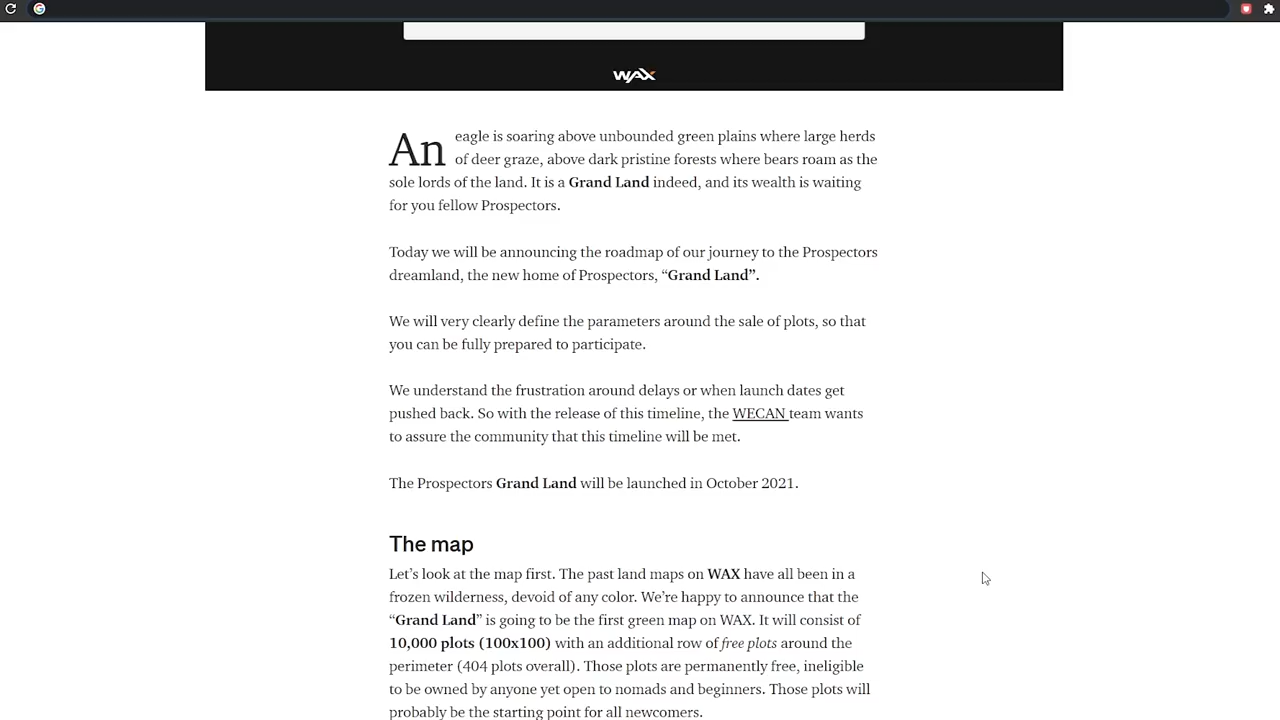 WAX
An eagle is soaring above unbounded green plains where large herds
of deer graze, above dark pristine forests where bears roam as the
sole lords of the land. It is a Grand Land indeed, and its wealth is waiting
for you fellow Prospectors.
Today we will be announcing the roadmap of our journey to the Prospectors
dreamland, the new home of Prospectors, “Grand Land”.
We will very clearly define the parameters around the sale of plots, so that
you can be fully prepared to participate.
We understand the frustration around delays or when launch dates get
pushed back. So with the release of this timeline, the WECAN team wants
to assure the community that this timeline will be met.
The Prospectors Grand Land will be launched in October 2021.
The map
Let’s look at the map first. The past land maps on WAX have all been in a
frozen wilderness, devoid of any color. We’re happy to announce that the
“Grand Land” is going to be the first green map on WAX. It will consist of
10,000 plots (100x100) with an additional row of free plots around the
perimeter (404 plots overall). Those plots are permanently free, ineligible
to be owned by anyone yet open to nomads and beginners. Those plots will
probably be the starting point for all newcomers.